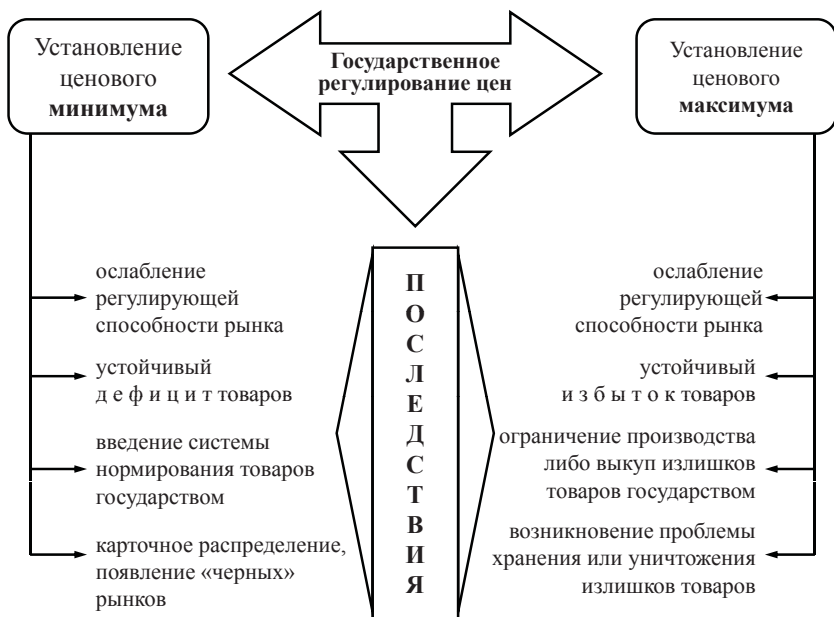 Установление
ценового
минимума
Государственное
регулирование цен
Установление
ценового
максимума
ослабление
регулирующей
способности рынка
устойчивый
д е ф и ц и т товаров
введение системы
нормирования товаров
государством
карточное распределение,
появление «черных»
рынков
П
О
С
Л
Е
Д
С
Т
В
И
Я
ослабление
регулирующей
способности рынка
устойчивый
и з б ы т о к товаров
ограничение производства
либо выкуп излишков
товаров государством
возникновение проблемы
хранения или уничтожения
излишков товаров